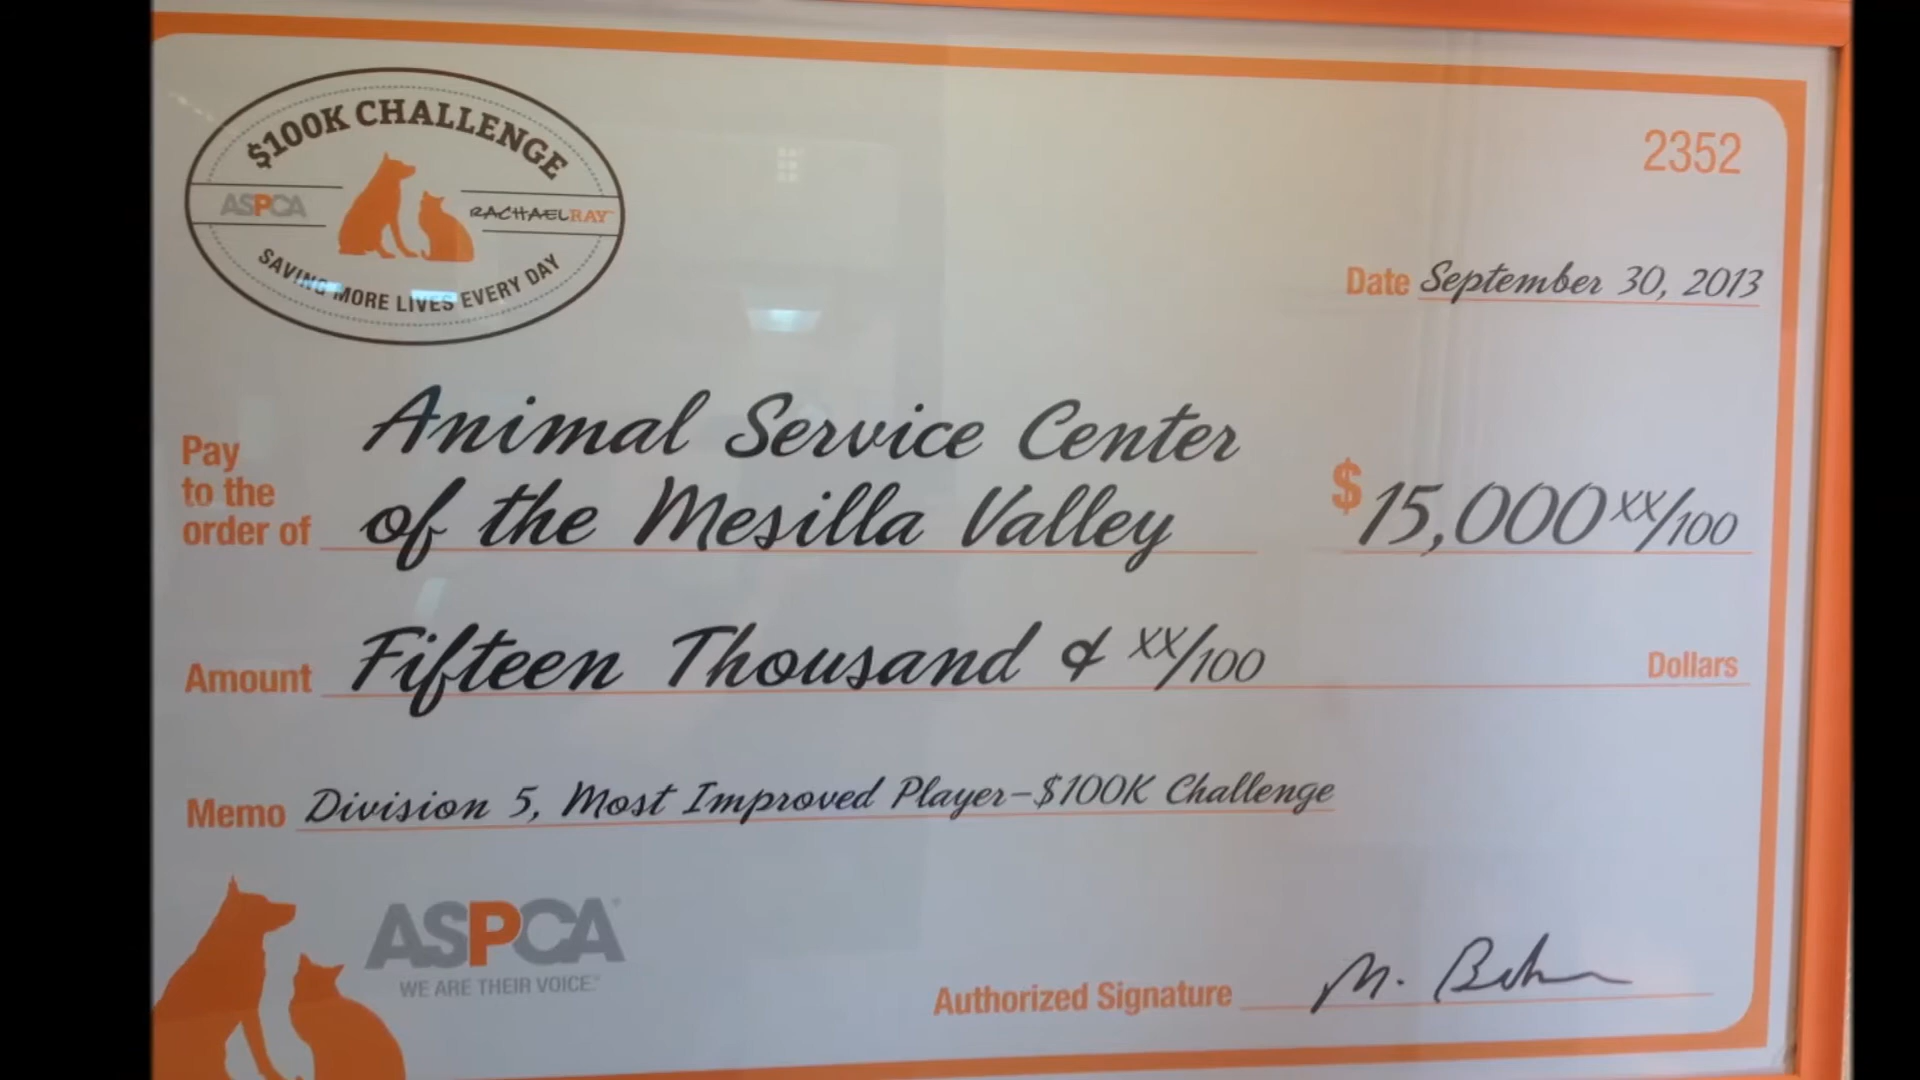 $100K CHALLENGE
ASPCA
RACHAELRAY
SAVING MORE LIVES EVERY DAY
2352
Date September 30, 2013
Pay
to the
order of
Animal Service Center
of the Mesilla Valley
$ 15,000 xx/100
Amount Fifteen Thousand & xx/100 Dollars
Memo Division 5, Most Improved Player-$100K Challenge
ASPCA®
WE ARE THEIR VOICE.™
Authorized Signature